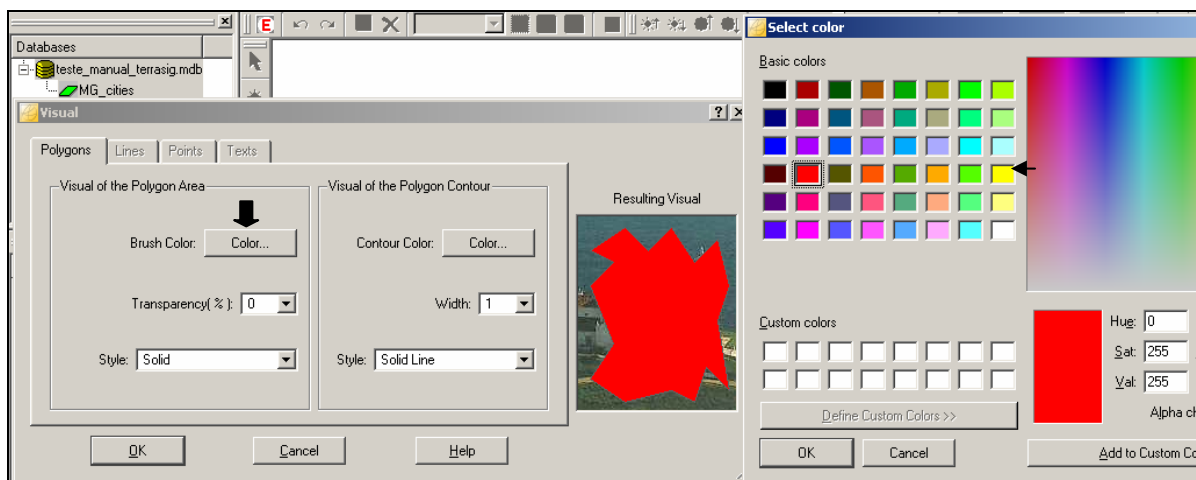 E
Databases
teste_manual_terrasig.mdb
MG_cities
Visual
Polygons Lines Points Texts
Visual of the Polygon Area
Brush Color: Color...
Transparency( % ): 0
Style: Solid
Visual of the Polygon Contour
Contour Color: Color...
Width: 1
Style: Solid Line
Resulting Visual
OK Cancel Help
Select color
Basic colors
Custom colors
Define Custom Colors >>
OK Cancel
Hue: 0
Sat: 255
Val: 255
Alpha ch
Add to Custom Co